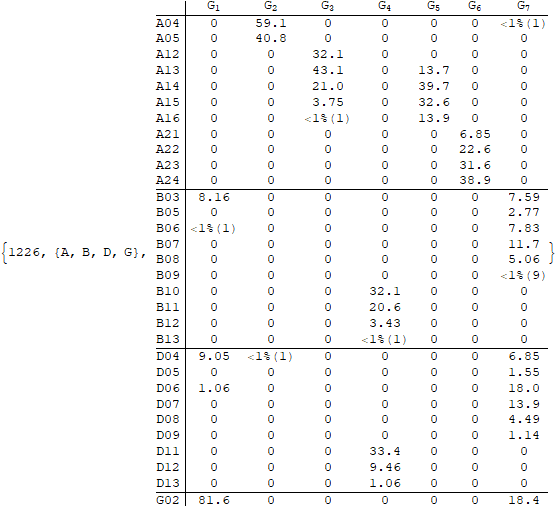 G₁ G₂ G₃ G₄ G₅ G₆ G₇
A04 0 59.1 0 0 0 0 <1%(1)
A05 0 40.8 0 0 0 0 0
A12 0 0 32.1 0 0 0 0
A13 0 0 43.1 0 13.7 0 0
A14 0 0 21.0 0 39.7 0 0
A15 0 0 3.75 0 32.6 0 0
A16 0 0 <1%(1) 0 13.9 0 0
A21 0 0 0 0 0 6.85 0
A22 0 0 0 0 0 22.6 0
A23 0 0 0 0 0 31.6 0
A24 0 0 0 0 0 38.9 0
B03 8.16 0 0 0 0 0 7.59
B05 0 0 0 0 0 0 2.77
B06 <1%(1) 0 0 0 0 0 7.83
B07 0 0 0 0 0 0 11.7
{1226, {A, B, D, G}, B08 0 0 0 0 0 0 5.06 }
B09 0 0 0 0 0 0 <1%(9)
B10 0 0 0 32.1 0 0 0
B11 0 0 0 20.6 0 0 0
B12 0 0 0 3.43 0 0 0
B13 0 0 0 <1%(1) 0 0 0
D04 9.05 <1%(1) 0 0 0 0 6.85
D05 0 0 0 0 0 0 1.55
D06 1.06 0 0 0 0 0 18.0
D07 0 0 0 0 0 0 13.9
D08 0 0 0 0 0 0 4.49
D09 0 0 0 0 0 0 1.14
D11 0 0 0 33.4 0 0 0
D12 0 0 0 9.46 0 0 0
D13 0 0 0 1.06 0 0 0
G02 81.6 0 0 0 0 0 18.4